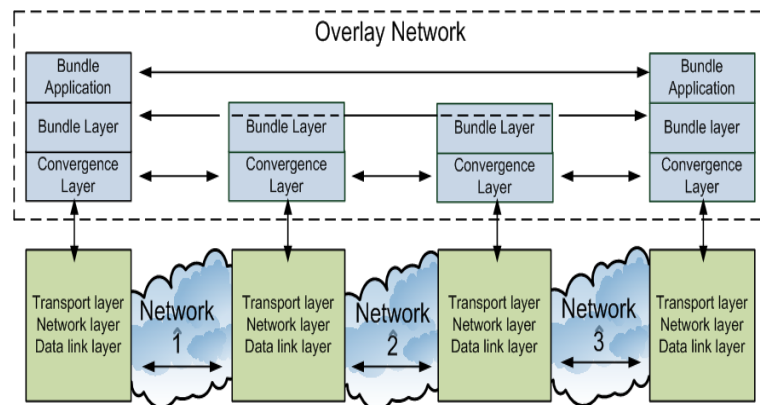 Overlay Network
Bundle
Application
Bundle Layer
Convergence
Layer
Bundle Layer
Convergence
Layer
Bundle Layer
Convergence
Layer
Bundle
Application
Bundle layer
Convergence
Layer
Transport layer
Network layer
Data link layer
Network
1
Transport layer
Network layer
Data link layer
Network
2
Transport layer
Network layer
Data link layer
Network
3
Transport layer
Network layer
Data link layer